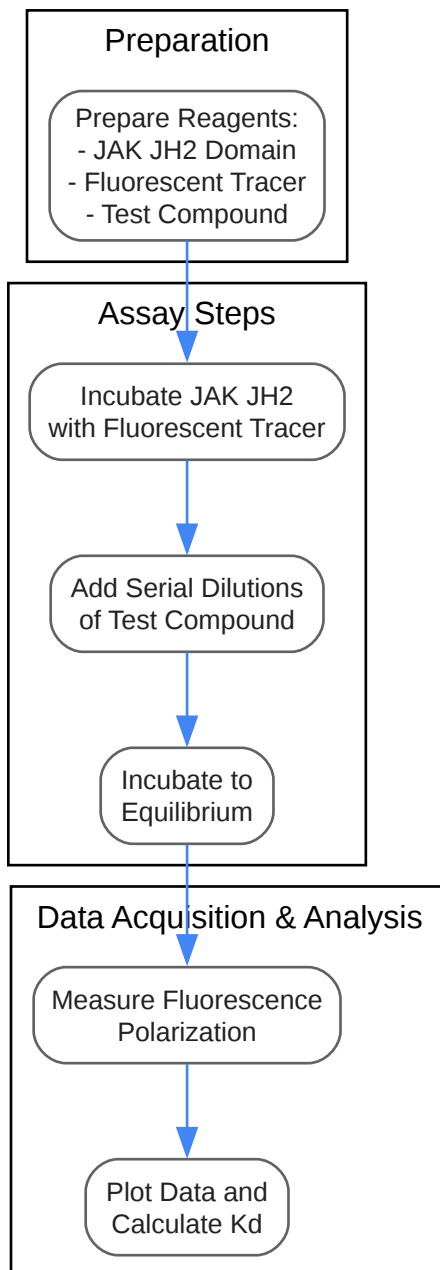 Preparation
Prepare Reagents:
- JAK JH2 Domain
- Fluorescent Tracer
- Test Compound
Assay Steps
Incubate JAK JH2
with Fluorescent Tracer
Add Serial Dilutions
of Test Compound
Incubate to
Equilibrium
Data Acquisition & Analysis
Measure Fluorescence
Polarization
Plot Data and
Calculate Kd